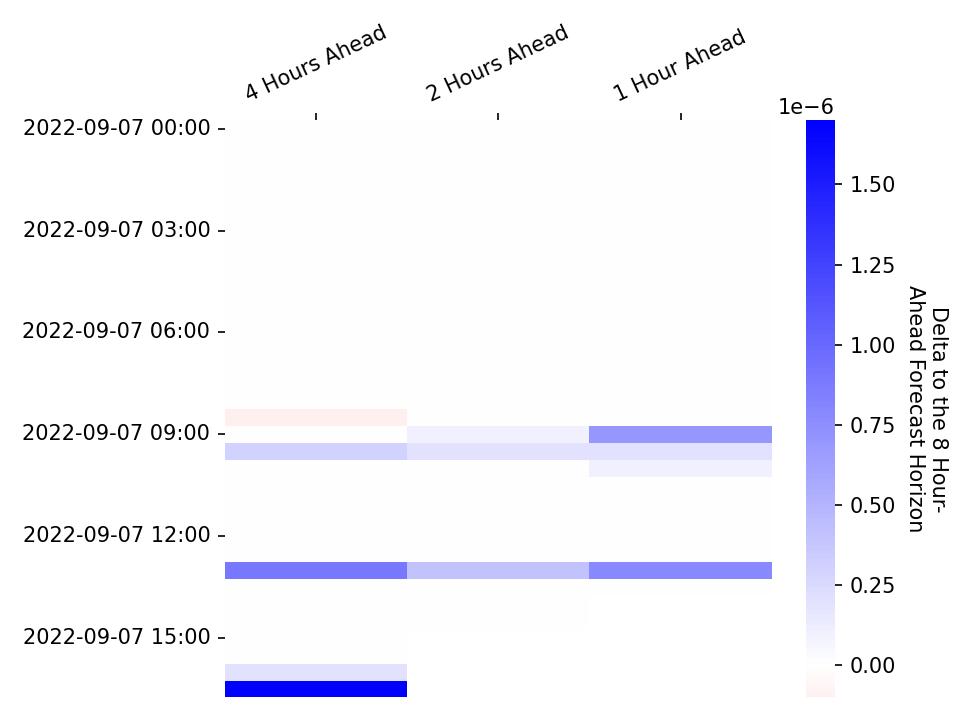 4 Hours Ahead
2 Hours Ahead
1 Hour Ahead
1e−6
2022-09-07 00:00
2022-09-07 03:00
2022-09-07 06:00
2022-09-07 09:00
2022-09-07 12:00
2022-09-07 15:00
1.50
1.25
1.00
0.75
0.50
0.25
0.00
Delta to the 8 Hour-
Ahead Forecast Horizon